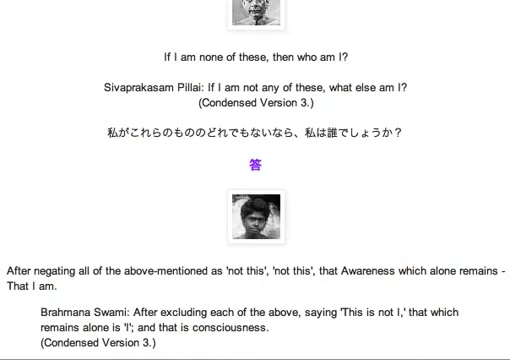 If I am none of these, then who am I?
Sivaprakasam Pillai: If I am not any of these, what else am I?
(Condensed Version 3.)
私がこれらのもののどれでもないなら、私は誰でしょうか？
答
After negating all of the above-mentioned as 'not this', 'not this', that Awareness which alone remains -
That I am.
Brahmana Swami: After excluding each of the above, saying 'This is not I,' that which
remains alone is 'I'; and that is consciousness.
(Condensed Version 3.)